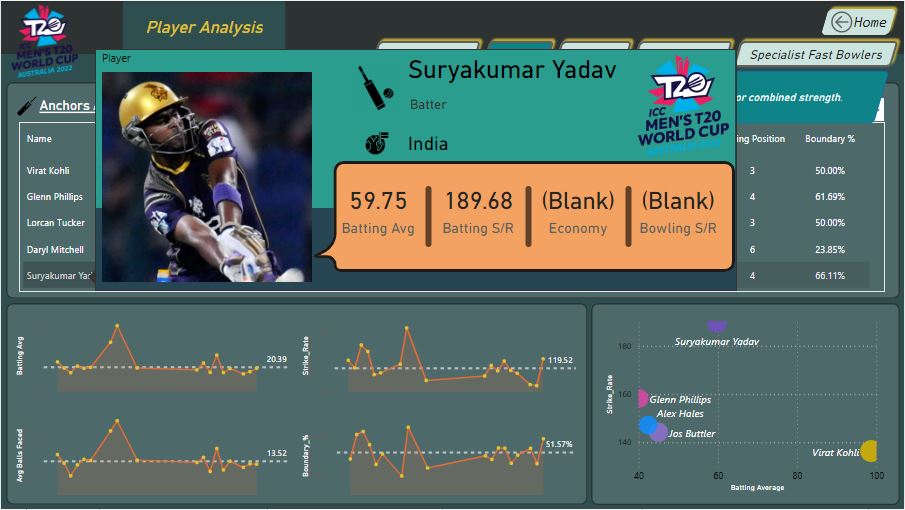 T20
ICC
MEN'S T20
WORLD CUP
AUSTRALIA 2022
Player Analysis
Home
Specialist Fast Bowlers
Player
Suryakumar Yadav
Batter
India
T20
ICC
MEN'S T20
WORLD CUP
AUSTRALIA 2022
59.75
Batting Avg
189.68
Batting S/R
(Blank)
Economy
(Blank)
Bowling S/R
or combined strength.
Anchors
Name
ing Position
Boundary %
Virat Kohli
3
50.00%
Glenn Phillips
4
61.69%
Lorcan Tucker
3
50.00%
Daryl Mitchell
6
23.85%
Suryakumar Yad
4
66.11%
Batting Avg
20.39
Strike_Rate
119.52
Avg Balls Faced
13.52
Boundary_%
51.57%
Strike_Rate
180
160
140
Suryakumar Yadav
Glenn Phillips
Alex Hales
Jos Buttler
Virat Kohli
40
60
80
100
Batting Average